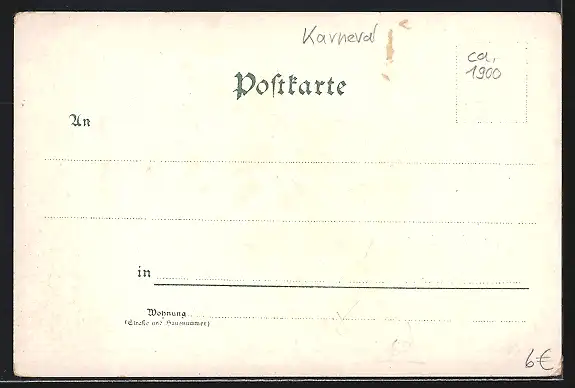 Karneval
ca.
1900
Poſtkarte
An
in
Wohnung
(Straße und Hausnummer)
6€